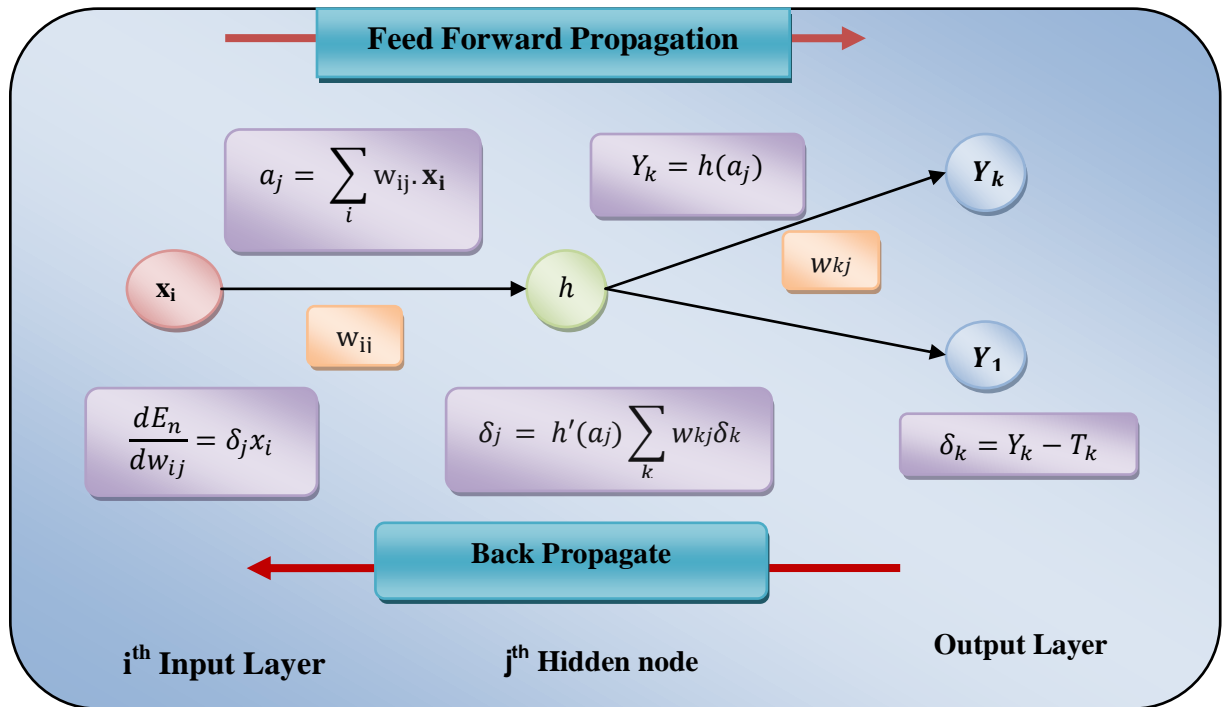 Feed Forward Propagation
a_j = ∑_i w_ij. x_i
Y_k = h(a_j)
Y_k
x_i
h
w_kj
w_ij
Y_1
dE_n/dw_ij = δ_j x_i
δ_j = h′(a_j) ∑_k w_kj δ_k
δ_k = Y_k − T_k
Back Propagate
i^th Input Layer
j^th Hidden node
Output Layer